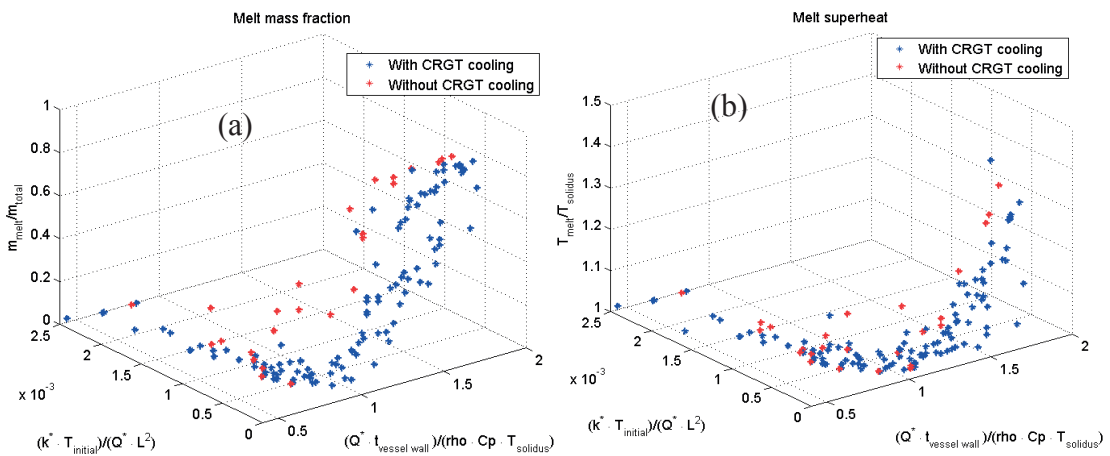 Melt mass fraction
With CRGT cooling
Without CRGT cooling
(a)
1
0.8
0.6
0.4
0.2
0
m_melt/m_total
2.5
2
1.5
1
0.5
0
x 10^-3
(k^* · T_initial)/(Q^* · L^2)
0.5
1
1.5
2
(Q^* · t_vessel wall)/(rho · Cp · T_solidus)
Melt superheat
With CRGT cooling
Without CRGT cooling
(b)
1.5
1.4
1.3
1.2
1.1
1
T_melt/T_solidus
2.5
2
1.5
1
0.5
0
x 10^-3
(k^* · T_initial)/(Q^* · L^2)
0.5
1
1.5
2
(Q^* · t_vessel wall)/(rho · Cp · T_solidus)